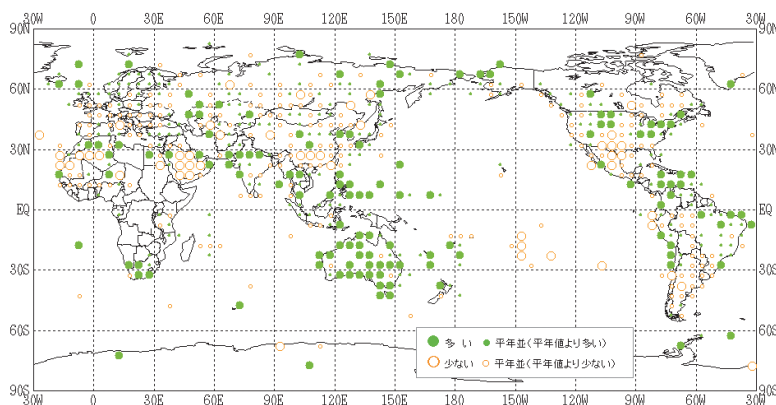 30W 0 30E 60E 90E 120E 150E 180 150W 120W 90W 60W 30W
90N 90N
60N 60N
30N 30N
EQ EQ
30S 30S
60S 60S
● 多い ● 平年並(平年値より多い)
○ 少ない ○ 平年並(平年値より少ない)
90S 90S
30W 0 30E 60E 90E 120E 150E 180 150W 120W 90W 60W 30W